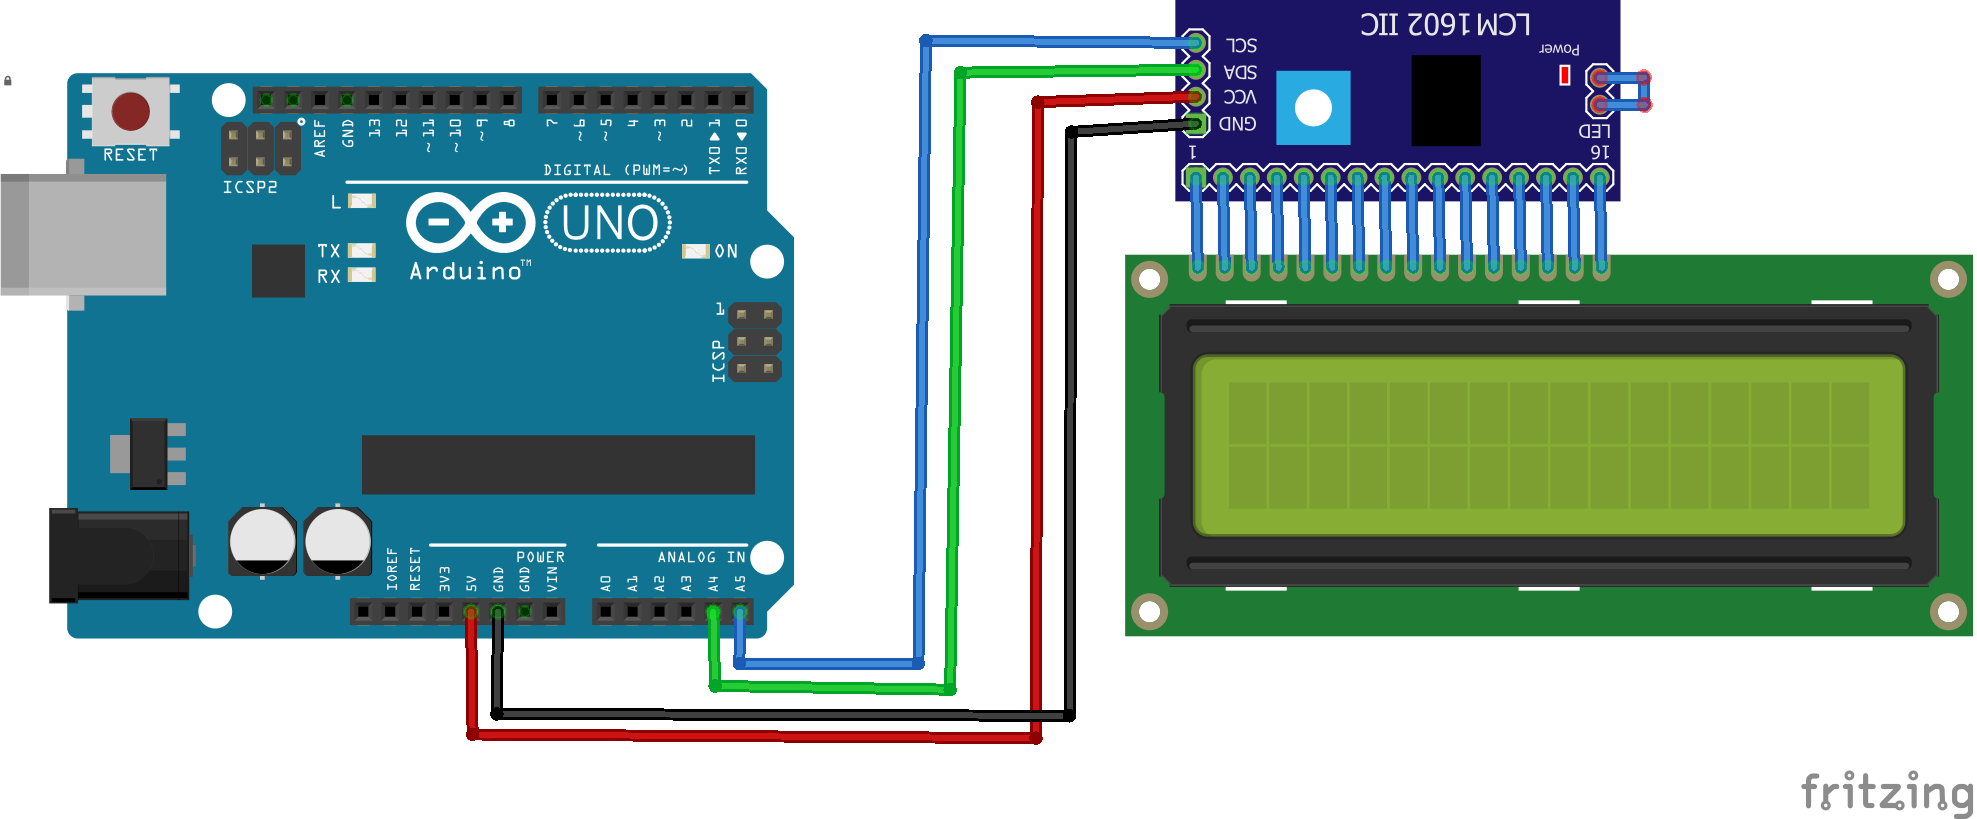 LCM1602 IIC
SCL
SDA
VCC
GND
Power
LED
1
16
RESET
ICSP2
AREF
GND
13
12
~11
~10
~9
8
7
~6
~5
4
~3
2
TX0▶1
RX0◀0
DIGITAL (PWM=~)
L
TX
RX
UNO
Arduino™
ON
1
ICSP
IOREF
RESET
3V3
5V
GND
GND
VIN
POWER
ANALOG IN
A0
A1
A2
A3
A4
A5
fritzing